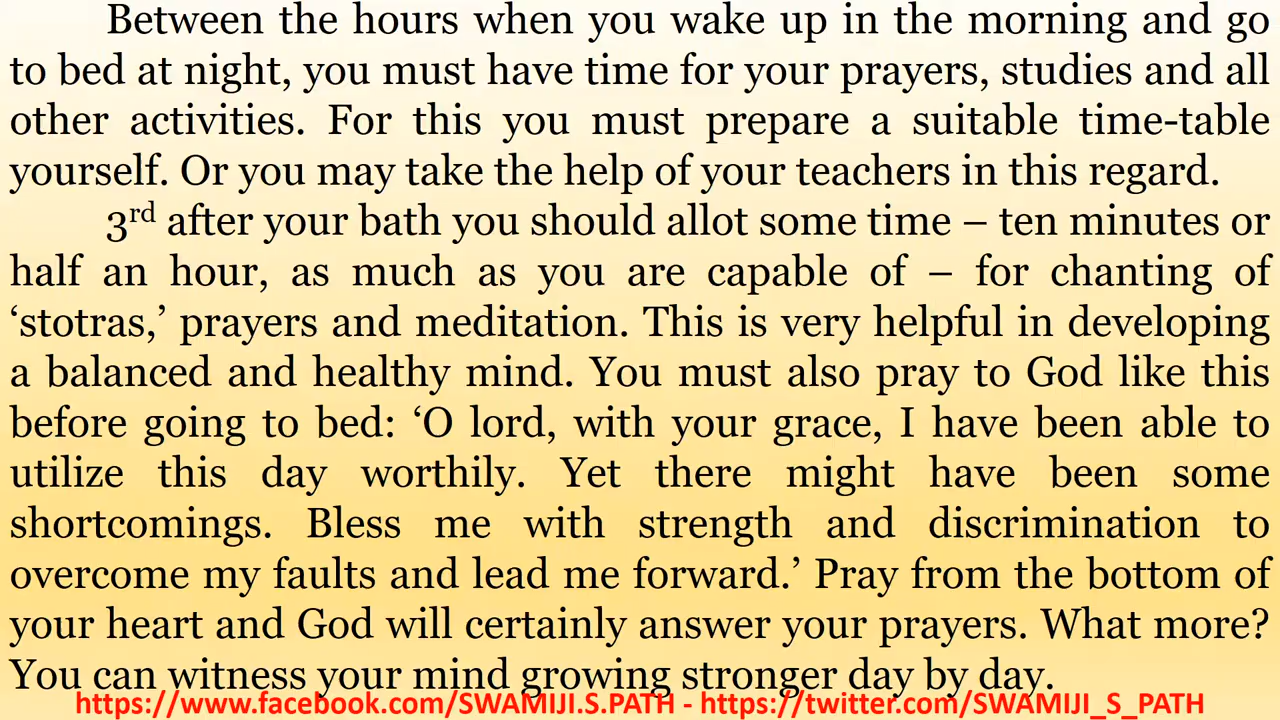 Between the hours when you wake up in the morning and go
to bed at night, you must have time for your prayers, studies and all
other activities. For this you must prepare a suitable time-table
yourself. Or you may take the help of your teachers in this regard.
3rd after your bath you should allot some time – ten minutes or
half an hour, as much as you are capable of – for chanting of
‘stotras,’ prayers and meditation. This is very helpful in developing
a balanced and healthy mind. You must also pray to God like this
before going to bed: ‘O lord, with your grace, I have been able to
utilize this day worthily. Yet there might have been some
shortcomings. Bless me with strength and discrimination to
overcome my faults and lead me forward.’ Pray from the bottom of
your heart and God will certainly answer your prayers. What more?
You can witness your mind growing stronger day by day.
https://www.facebook.com/SWAMIJI.S.PATH - https://twitter.com/SWAMIJI_S_PATH